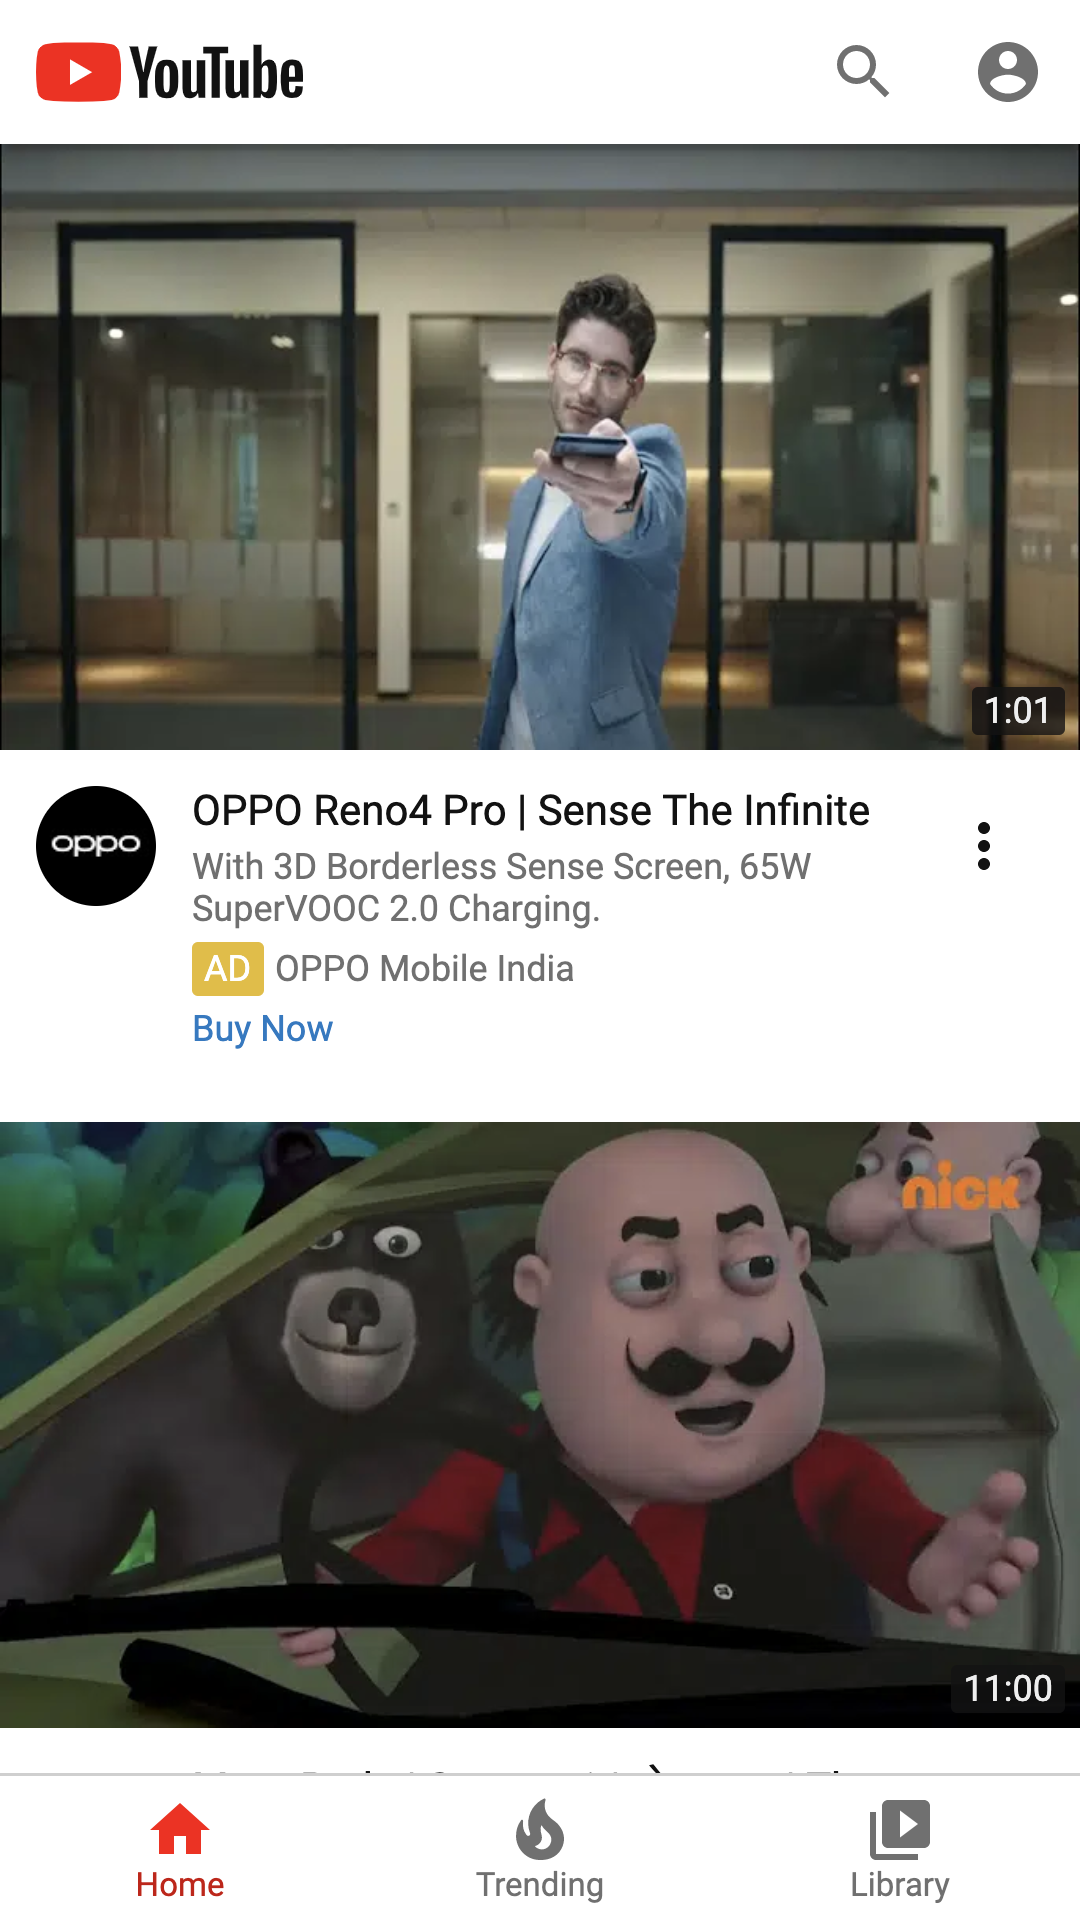 YouTube
1:01
oppo
OPPO Reno4 Pro | Sense The Infinite
With 3D Borderless Sense Screen, 65W
SuperVOOC 2.0 Charging.
AD OPPO Mobile India
Buy Now
nick
11:00
Home
Trending
Library